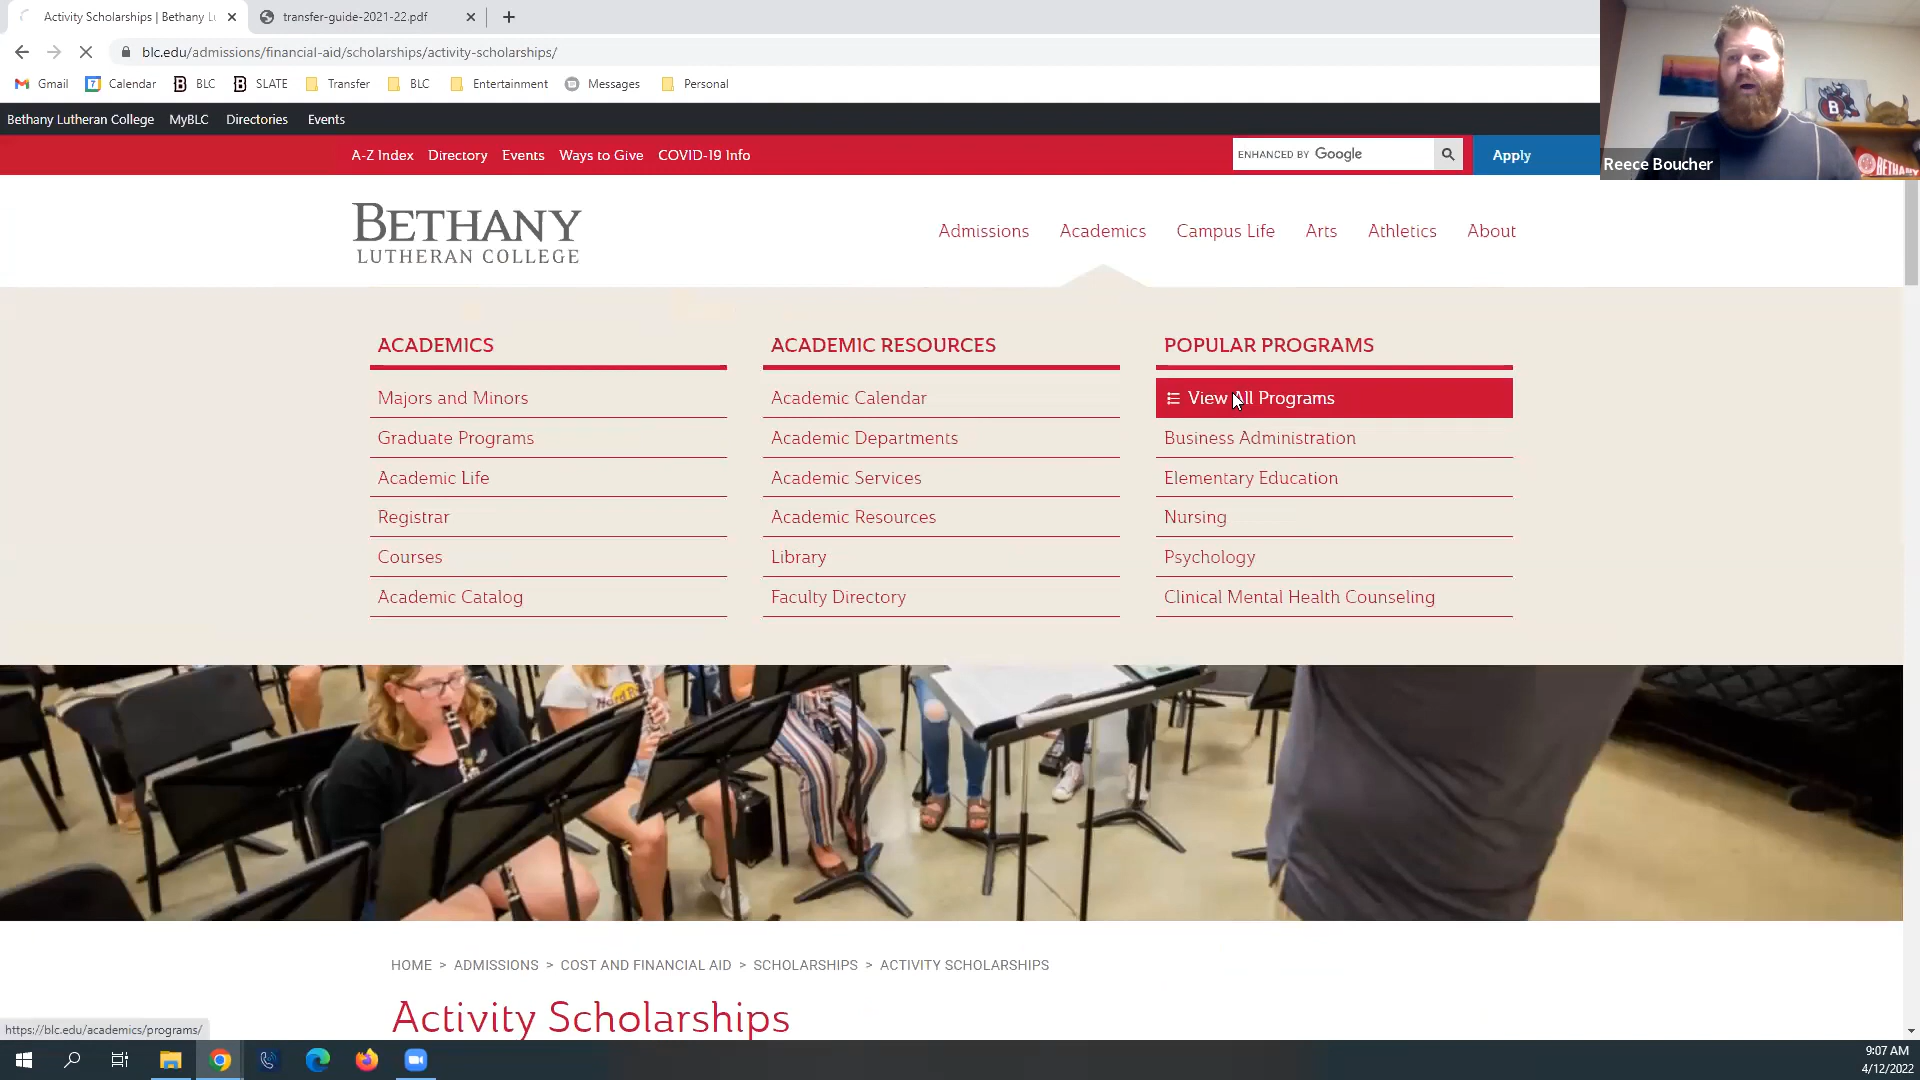 Activity Scholarships | Bethany Lu
transfer-guide-2021-22.pdf
blc.edu/admissions/financial-aid/scholarships/activity-scholarships/
Gmail Calendar BLC SLATE Transfer BLC Entertainment Messages Personal
Bethany Lutheran College MyBLC Directories Events
A-Z Index Directory Events Ways to Give COVID-19 Info
ENHANCED BY Google
Apply
Reece Boucher
BETHANY
BETHANY
LUTHERAN COLLEGE
Admissions Academics Campus Life Arts Athletics About
ACADEMICS
Majors and Minors
Graduate Programs
Academic Life
Registrar
Courses
Academic Catalog
ACADEMIC RESOURCES
Academic Calendar
Academic Departments
Academic Services
Academic Resources
Library
Faculty Directory
POPULAR PROGRAMS
View All Programs
Business Administration
Elementary Education
Nursing
Psychology
Clinical Mental Health Counseling
HOME > ADMISSIONS > COST AND FINANCIAL AID > SCHOLARSHIPS > ACTIVITY SCHOLARSHIPS
Activity Scholarships
https://blc.edu/academics/programs/
9:07 AM
4/12/2022